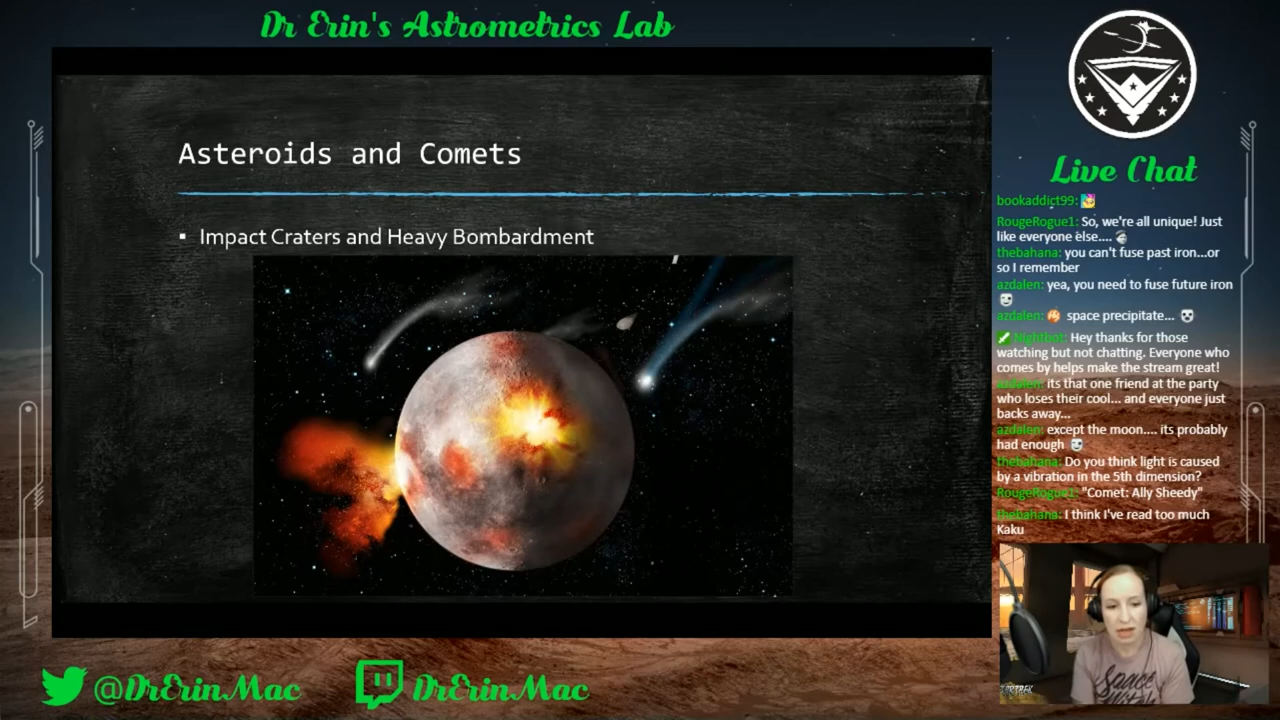 Dr Erin's Astrometrics Lab
Asteroids and Comets
▪ Impact Craters and Heavy Bombardment
Live Chat
bookaddict99:
RougeRogue1: So, we're all unique! Just
like everyone else....
thebahana: you can't fuse past iron...or
so I remember
azdalen: yea, you need to fuse future iron
azdalen: space precipitate...
Nightbot: Hey thanks for those
watching but not chatting. Everyone who
comes by helps make the stream great!
azdalen: its that one friend at the party
who loses their cool... and everyone just
backs away...
azdalen: except the moon.... its probably
had enough
thebahana: Do you think light is caused
by a vibration in the 5th dimension?
RougeRogue1: "Comet: Ally Sheedy"
thebahana: I think I've read too much
Kaku
Space
@DrErinMac
DrErinMac